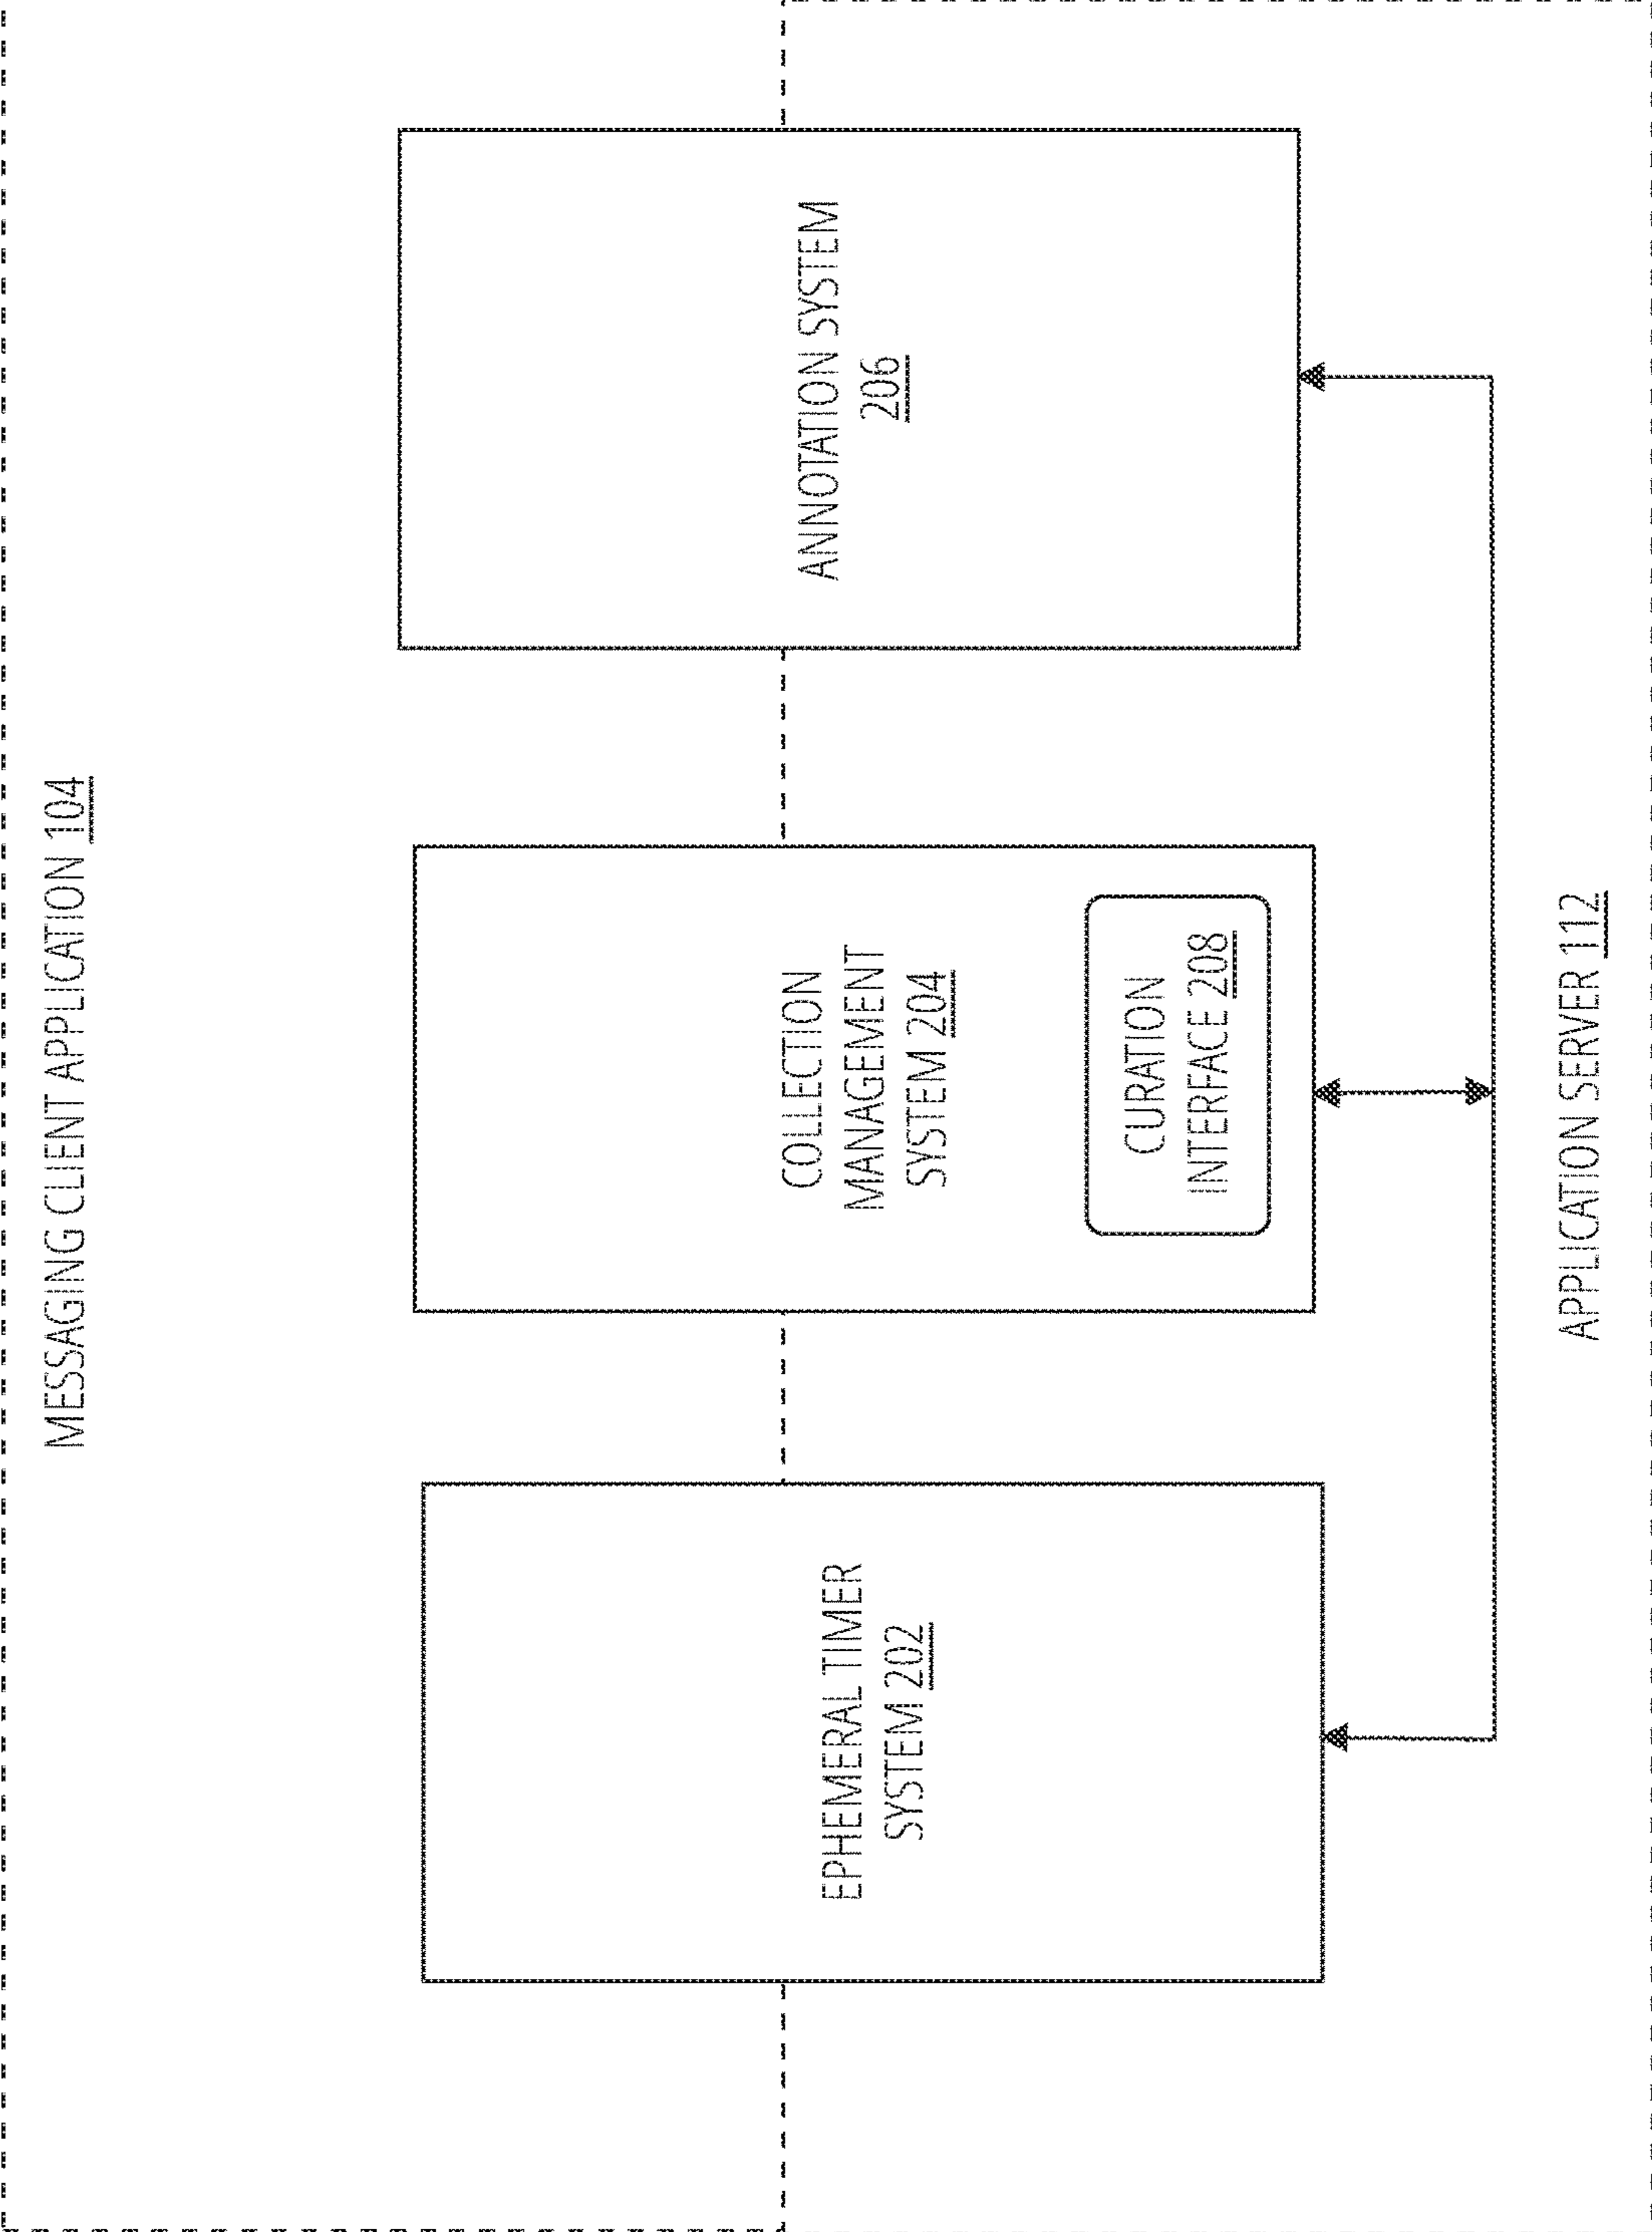 MESSAGING CLIENT APPLICATION 104
EPHEMERAL TIMER
SYSTEM 202
COLLECTION
MANAGEMENT
SYSTEM 204
CURATION
INTERFACE 208
ANNOTATION SYSTEM
206
APPLICATION SERVER 112